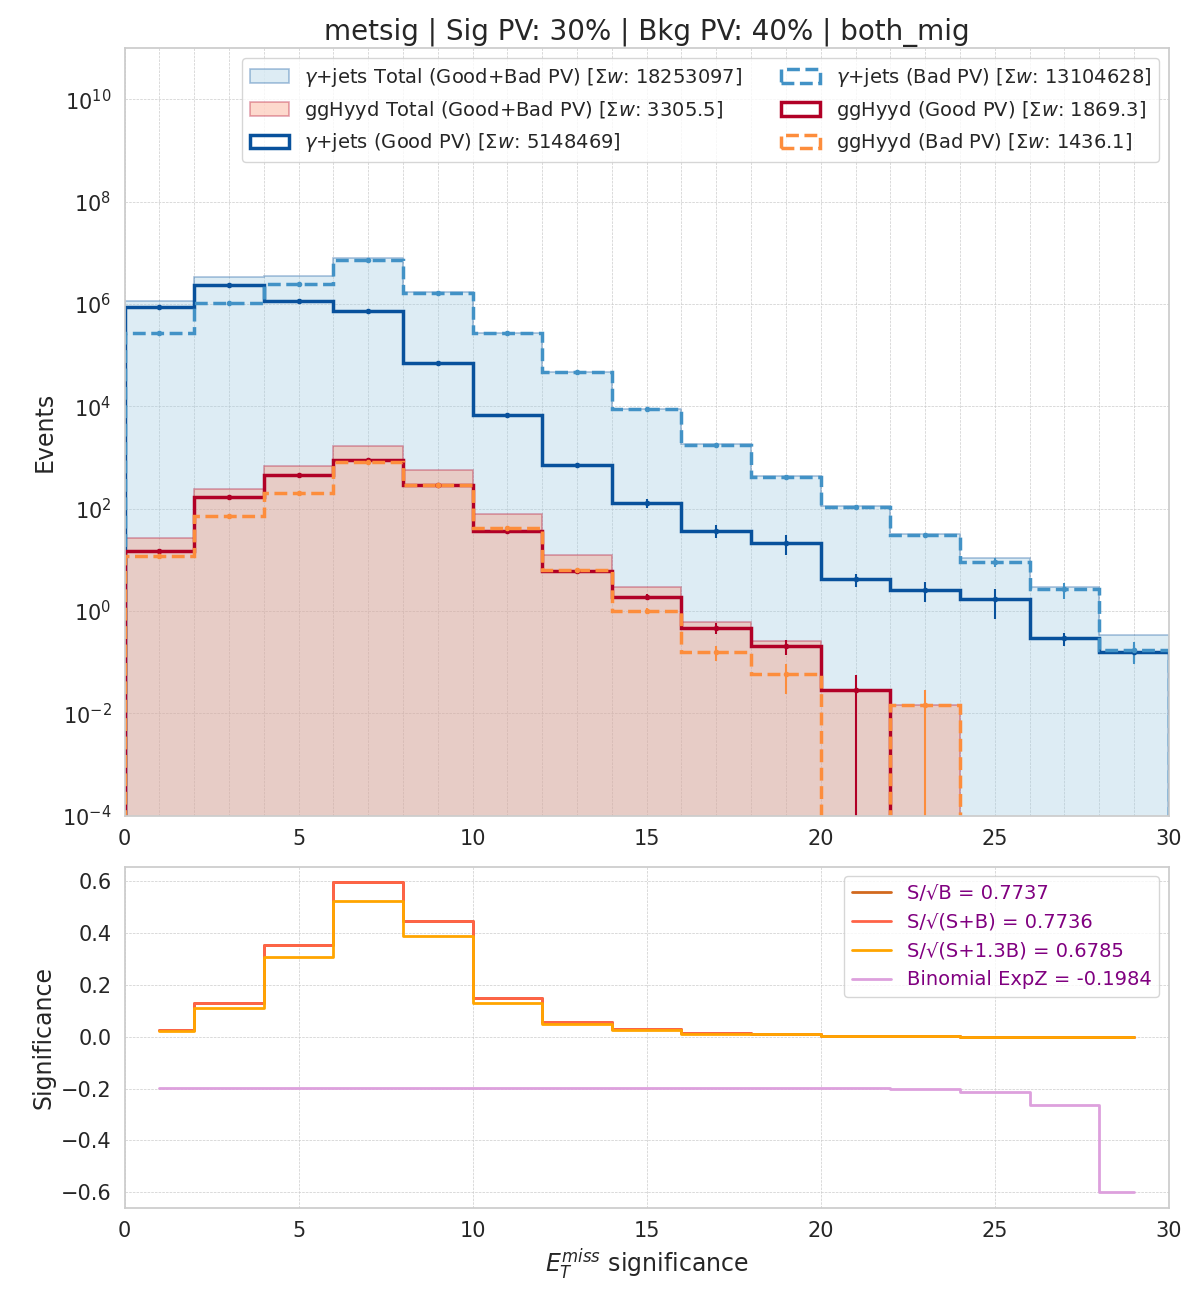 metsig | Sig PV: 30% | Bkg PV: 40% | both_mig
γ+jets Total (Good+Bad PV) [Σw: 18253097]
ggHyyd Total (Good+Bad PV) [Σw: 3305.5]
γ+jets (Good PV) [Σw: 5148469]
γ+jets (Bad PV) [Σw: 13104628]
ggHyyd (Good PV) [Σw: 1869.3]
ggHyyd (Bad PV) [Σw: 1436.1]
Events
10^10
10^8
10^6
10^4
10^2
10^0
10^−2
10^−4
0 5 10 15 20 25 30
S/√B = 0.7737
S/√(S+B) = 0.7736
S/√(S+1.3B) = 0.6785
Binomial ExpZ = -0.1984
Significance
0.6
0.4
0.2
0.0
−0.2
−0.4
−0.6
0 5 10 15 20 25 30
E_T^miss significance